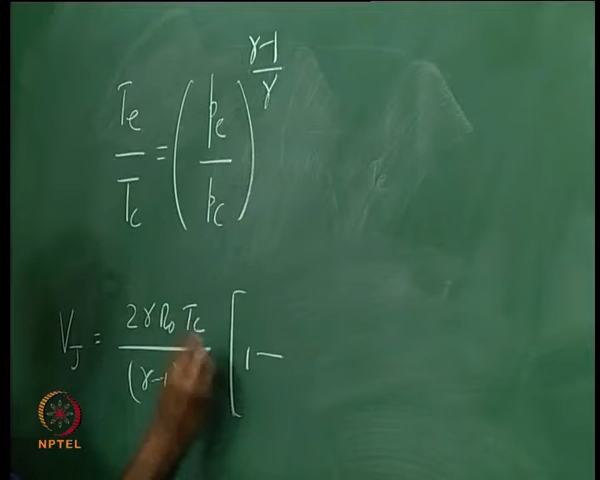 Te/Tc = (pe/pc)^((γ-1)/γ)
VJ = 2γR₀Tc/(γ-1) [1-
NPTEL